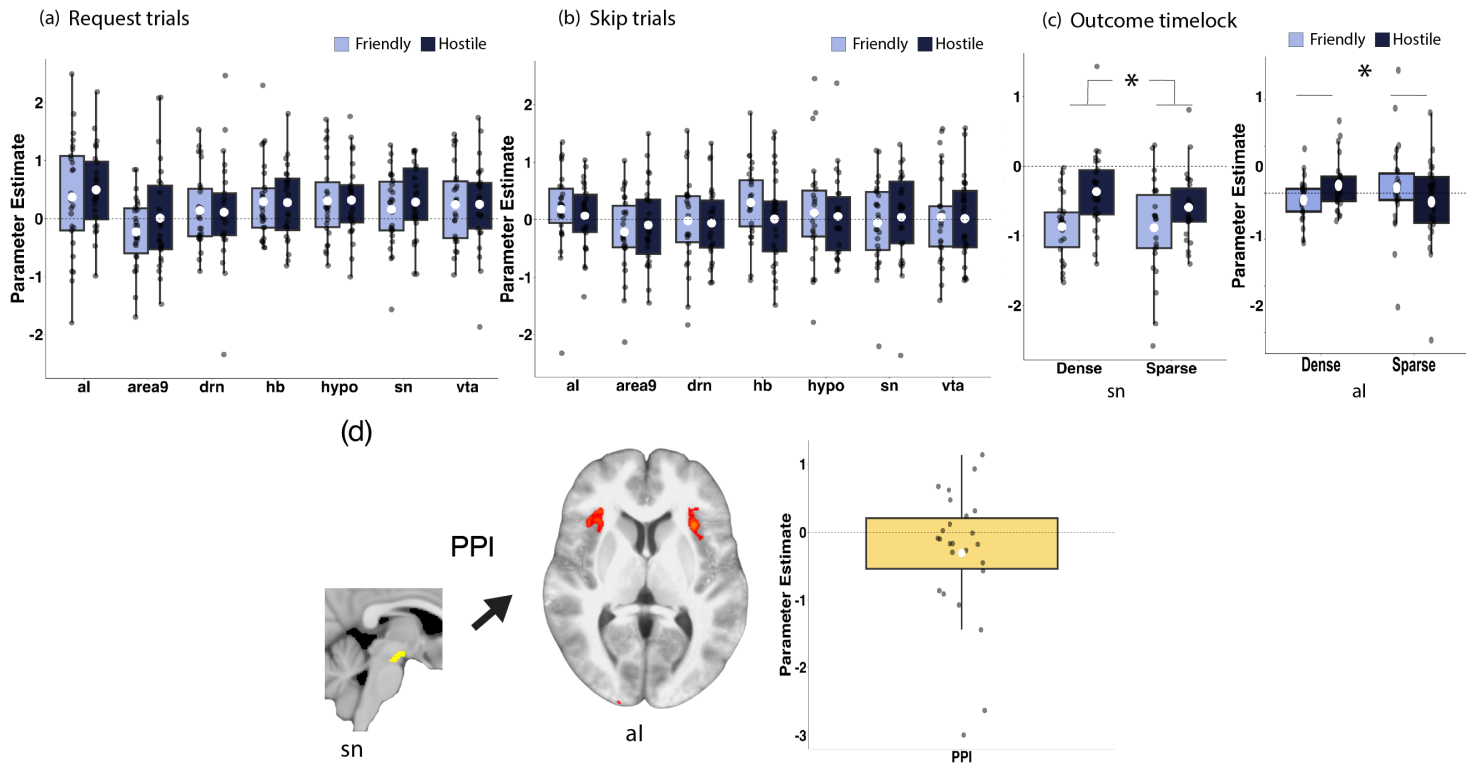 (a) Request trials
Friendly Hostile
Parameter Estimate
2
1
0
-1
-2
aI area9 drn hb hypo sn vta
(b) Skip trials
Friendly Hostile
Parameter Estimate
2
1
0
-1
-2
aI area9 drn hb hypo sn vta
(c) Outcome timelock
Friendly Hostile
*
1
0
-1
-2
Dense Sparse
sn
*
Parameter Estimate
1
0
-1
-2
Dense Sparse
aI
(d)
PPI
sn
aI
Parameter Estimate
1
0
-1
-2
-3
PPI